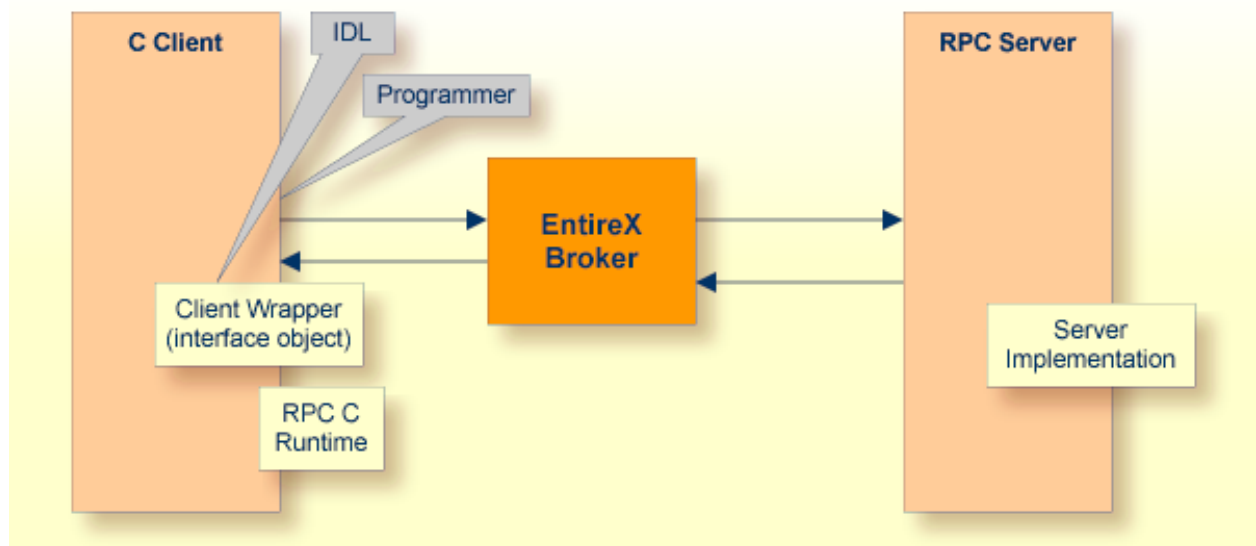 C Client
IDL
RPC Server
Programmer
EntireX
Broker
Client Wrapper
(interface object)
Server
Implementation
RPC C
Runtime